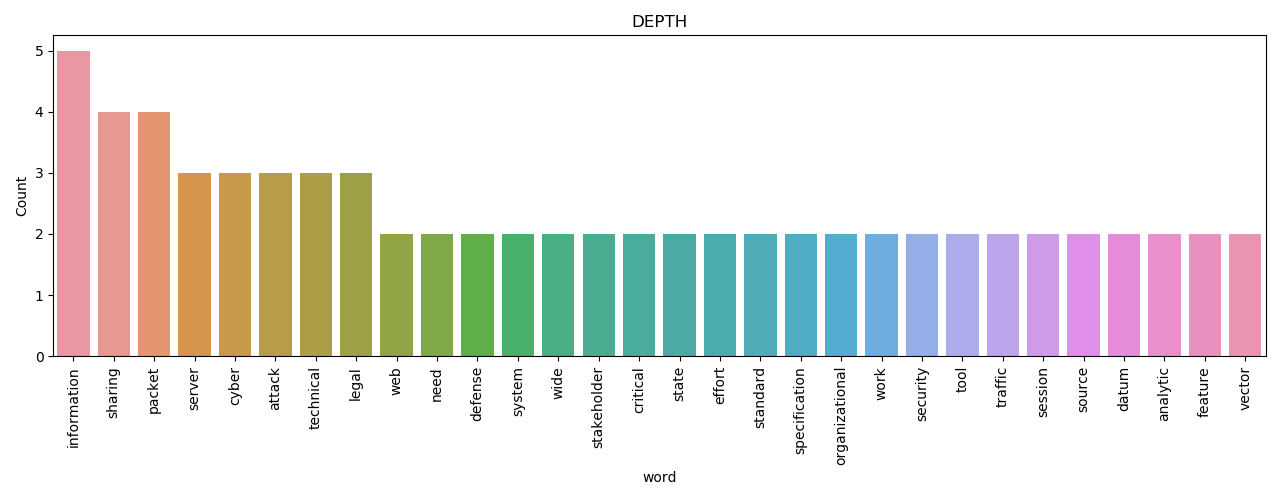 DEPTH
5
4
3
2
1
0
Count
information
sharing
packet
server
cyber
attack
technical
legal
web
need
defense
system
wide
stakeholder
critical
state
effort
standard
specification
organizational
work
security
tool
traffic
session
source
datum
analytic
feature
vector
word